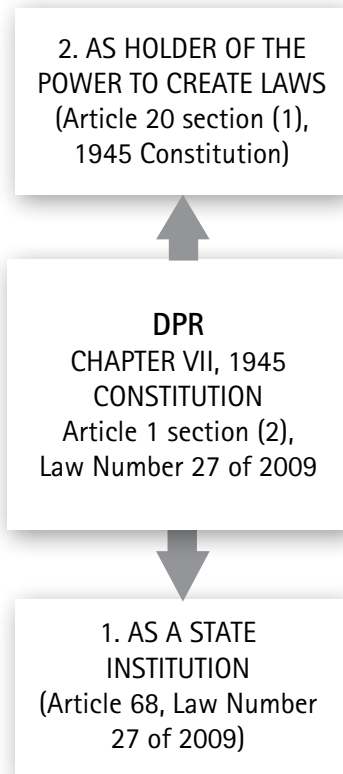 2. AS HOLDER OF THE
POWER TO CREATE LAWS
(Article 20 section (1),
1945 Constitution)
DPR
CHAPTER VII, 1945
CONSTITUTION
Article 1 section (2),
Law Number 27 of 2009
1. AS A STATE
INSTITUTION
(Article 68, Law Number
27 of 2009)